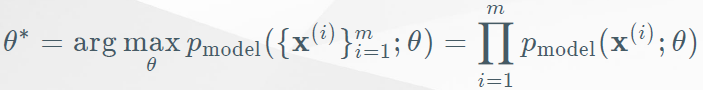 θ* = arg max_θ p_model({x^(i)}_{i=1}^m; θ) = ∏_{i=1}^m p_model(x^(i); θ)